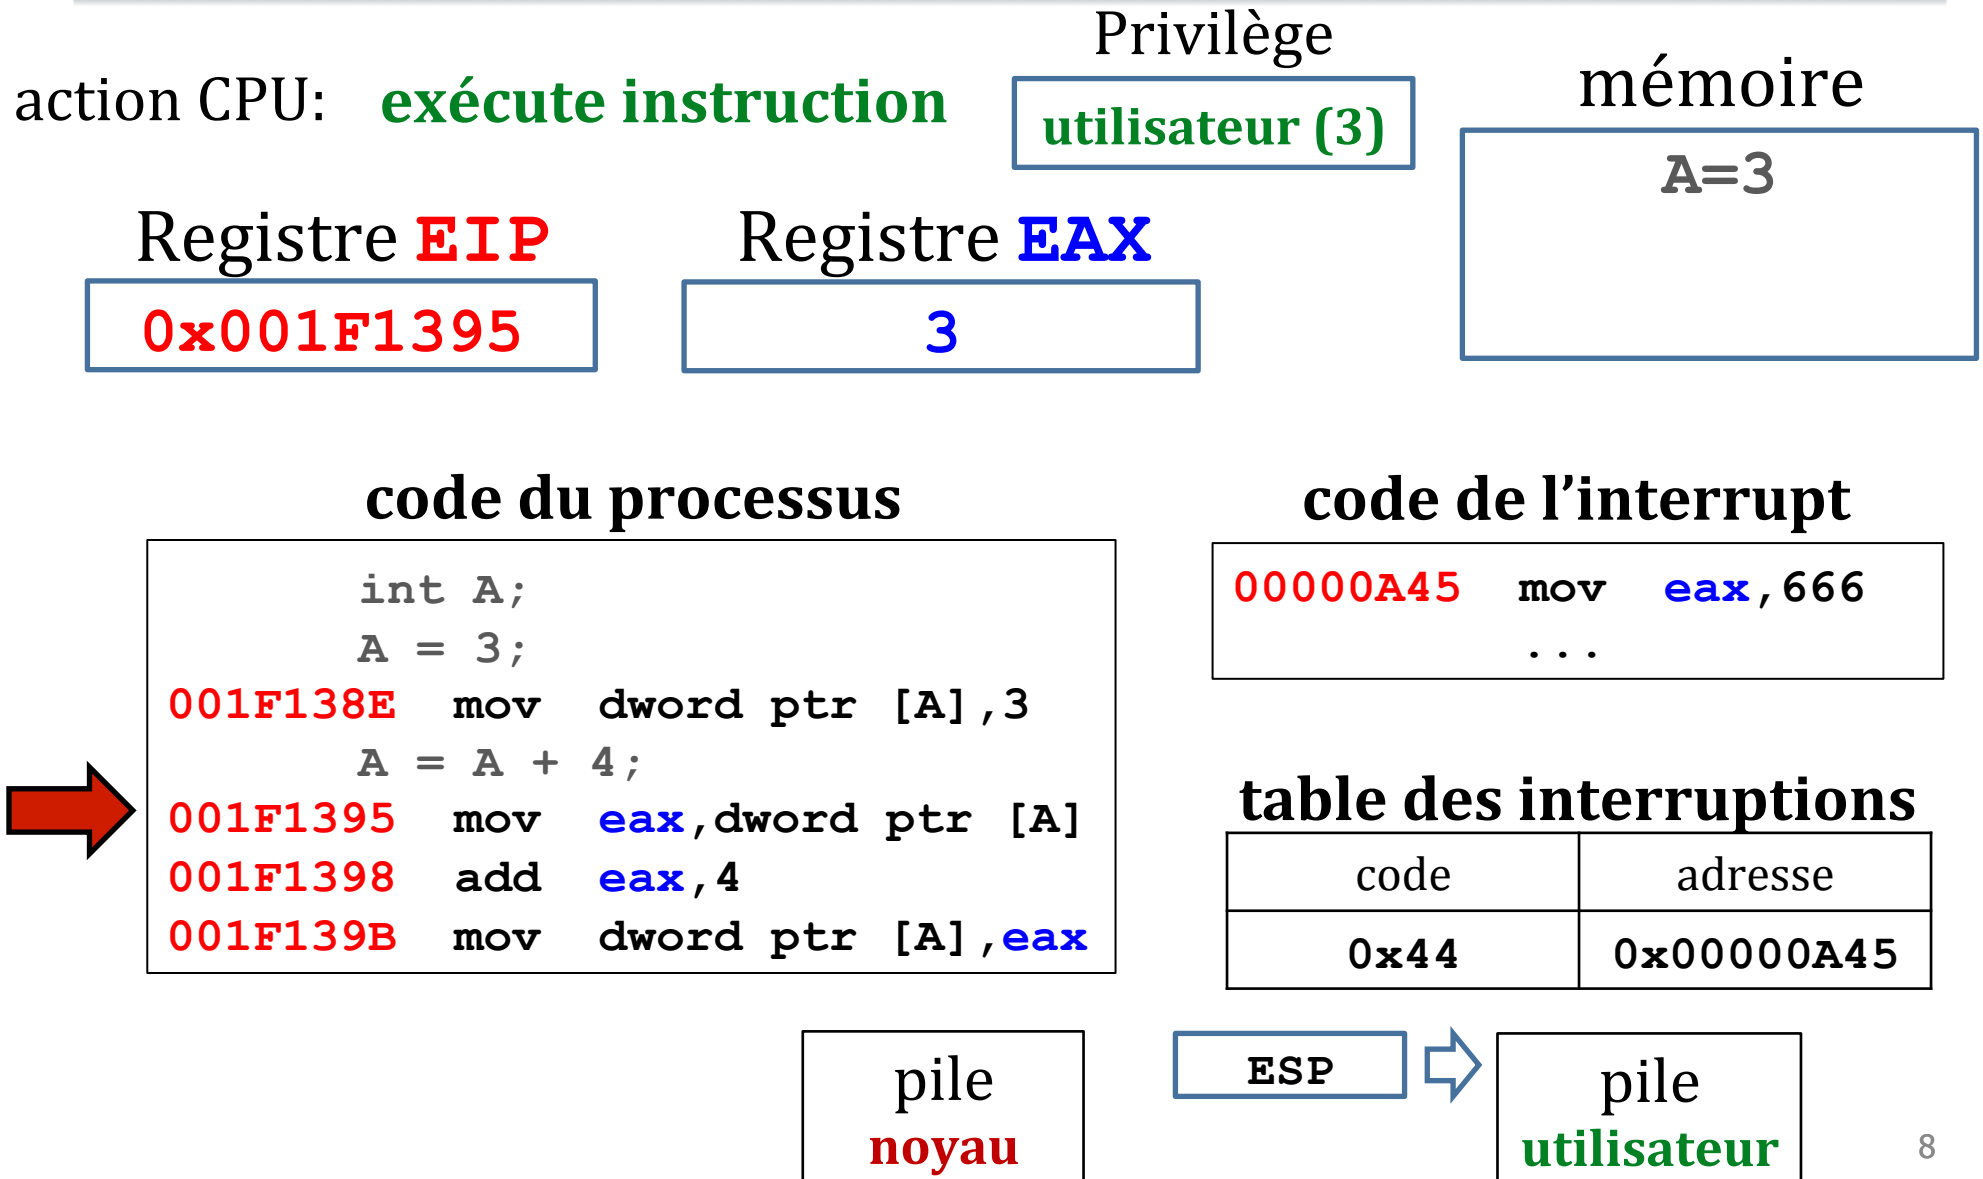 Privilège
action CPU: exécute instruction
utilisateur (3)
mémoire
A=3
Registre EIP
0x001F1395
Registre EAX
3
code du processus
int A;
A = 3;
001F138E mov dword ptr [A],3
A = A + 4;
001F1395 mov eax,dword ptr [A]
001F1398 add eax,4
001F139B mov dword ptr [A],eax
code de l’interrupt
00000A45 mov eax,666
...
table des interruptions
code adresse
0x44 0x00000A45
pile
noyau
ESP
pile
utilisateur
8